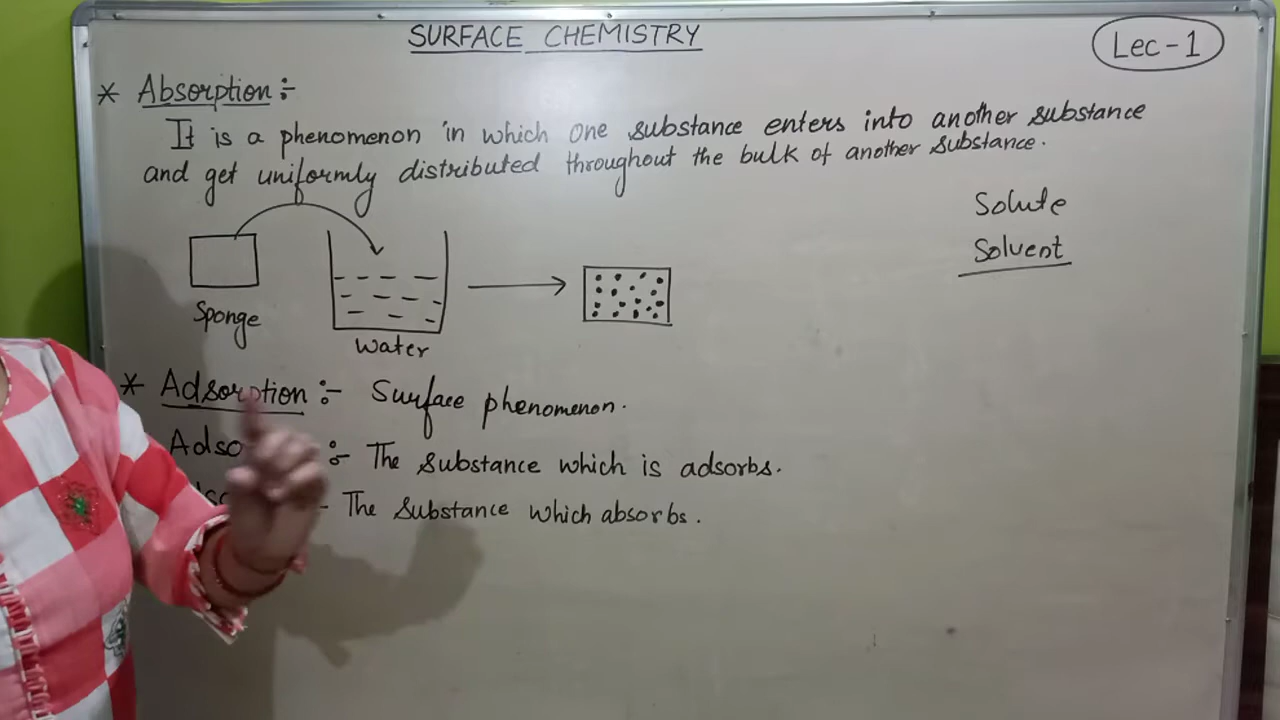 SURFACE CHEMISTRY
Lec-1
* Absorption :-
It is a phenomenon in which one substance enters into another substance
and get uniformly distributed throughout the bulk of another substance.
Solute
Solvent
Sponge
Water
* Adsorption :- Surface phenomenon.
:- The substance which is adsorbs.
- The substance which absorbs.